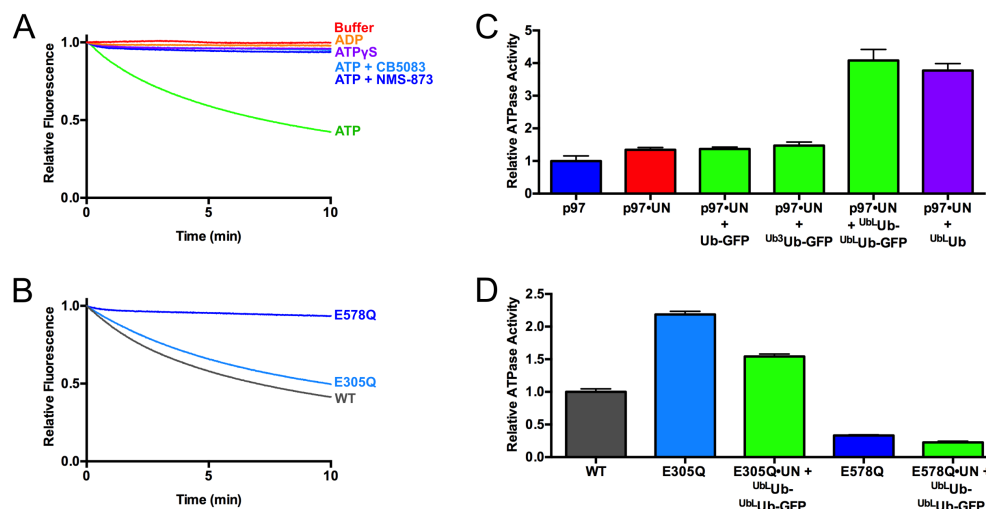 A
Relative Fluorescence
1.0
0.5
0.0
0
5
10
Time (min)
Buffer
ADP
ATPγS
ATP + CB5083
ATP + NMS-873
ATP
B
Relative Fluorescence
1.0
0.5
0.0
0
5
10
Time (min)
E578Q
E305Q
WT
C
Relative ATPase Activity
5
4
3
2
1
0
p97
p97•UN
p97•UN
+
Ub-GFP
p97•UN
+
Ub3Ub-GFP
p97•UN
+ UbLUb-
UbLUb-GFP
p97•UN
+
UbLUb
D
Relative ATPase Activity
2.5
2.0
1.5
1.0
0.5
0.0
WT
E305Q
E305Q•UN +
UbLUb-
UbLUb-GFP
E578Q
E578Q•UN +
UbLUb-
UbLUb-GFP